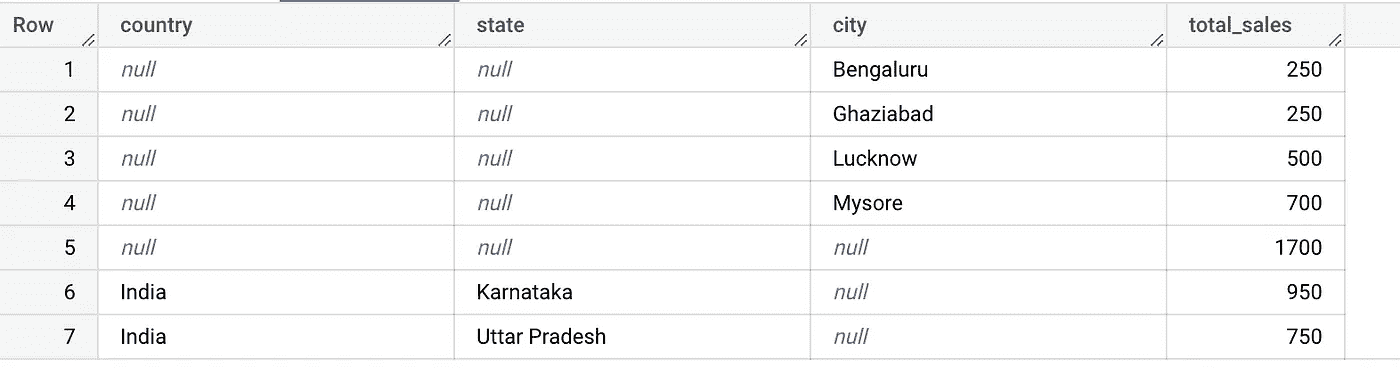 Row country state city total_sales
1 null null Bengaluru 250
2 null null Ghaziabad 250
3 null null Lucknow 500
4 null null Mysore 700
5 null null null 1700
6 India Karnataka null 950
7 India Uttar Pradesh null 750